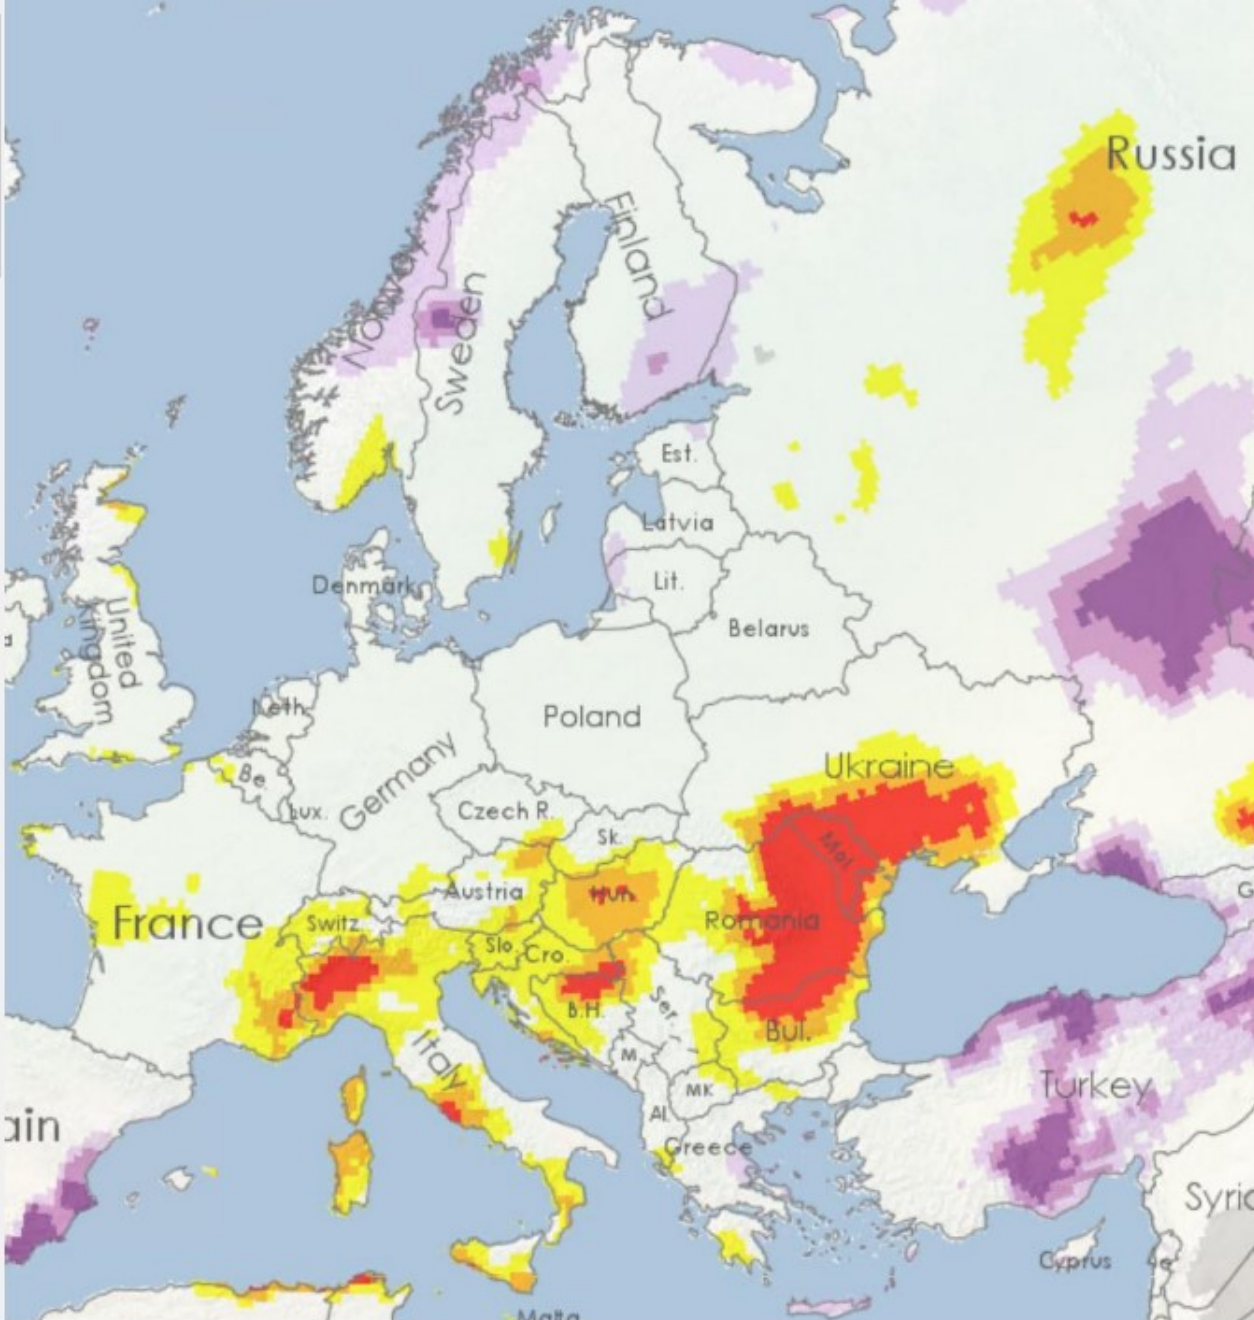 Russia
Finland
Norway
Sweden
Est.
Latvia
Denmark
Lit.
Belarus
United
Kingdom
Neth.
Poland
Be.
Germany
Ukraine
Lux.
Czech R.
Sk.
Mol.
Austria
Hun.
France
Switz.
Romania
Slo.
Cro.
B.H.
Ser.
Bul.
Italy
M.
MK
Turkey
Al.
ain
Greece
Syria
Cyprus
Malta